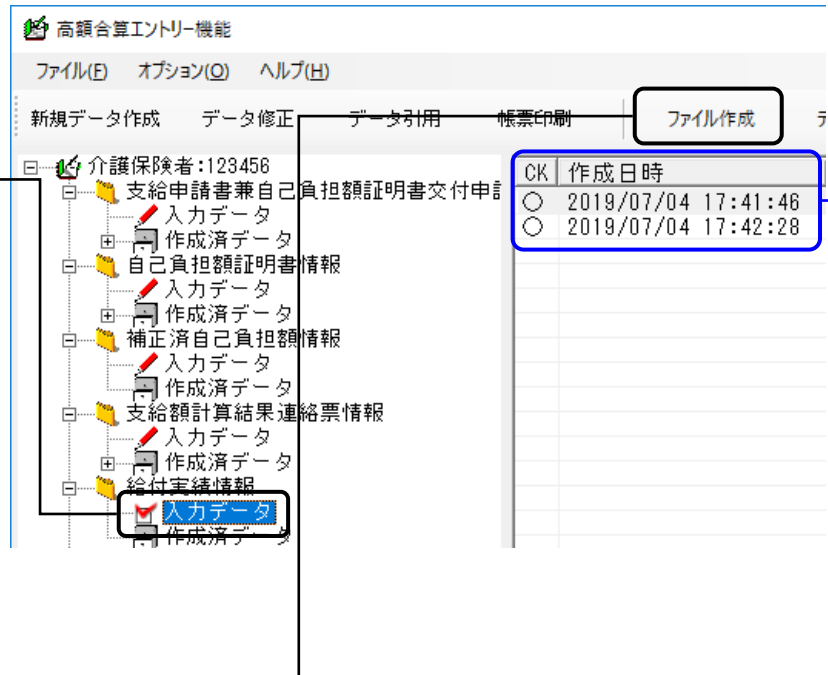 高額合算エントリー機能
ファイル(F) オプション(O) ヘルプ(H)
新規データ作成 データ修正 データ引用 帳票印刷 ファイル作成 デ
介護保険者:123456
支給申請書兼自己負担額証明書交付申請
入力データ
作成済データ
自己負担額証明書情報
入力データ
作成済データ
補正済自己負担額情報
入力データ
作成済データ
支給額計算結果連絡票情報
入力データ
作成済データ
給付実績情報
入力データ
作成済データ
CK 作成日時
○ 2019/07/04 17:41:46
○ 2019/07/04 17:42:28